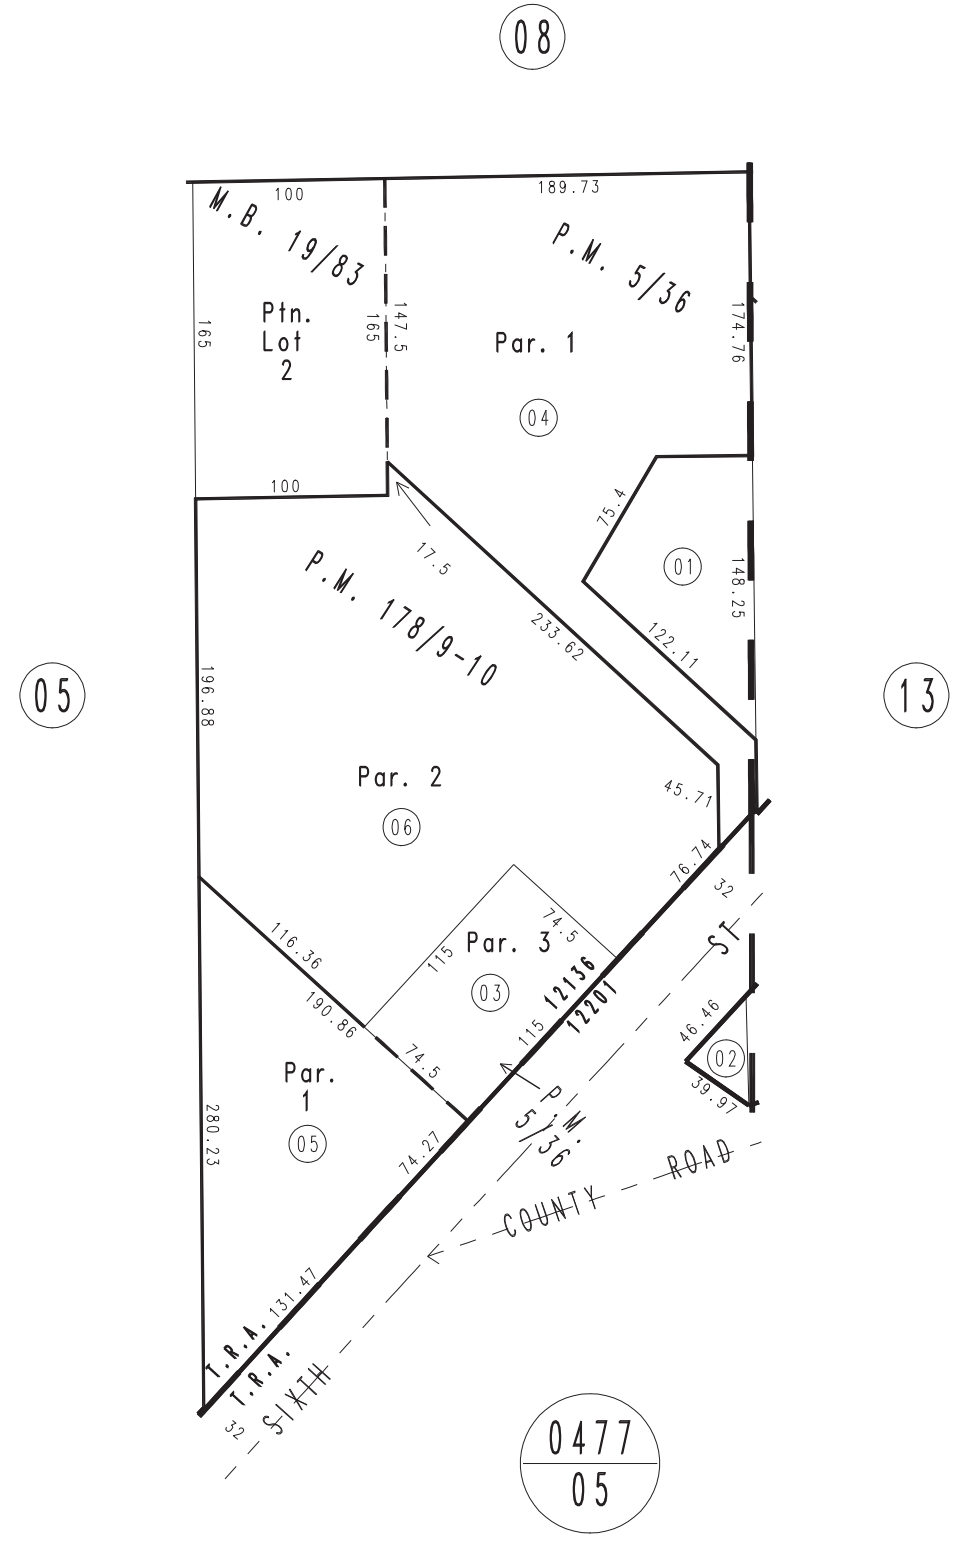 08
100
189.73
M.B. 19/83
P.M. 5/36
165
Ptn.
Lot
2
165
147.5
174.76
Par. 1
04
100
75.4
17.5
01
148.25
P.M. 178/9-10
233.62
122.11
05
196.88
13
Par. 2
06
45.71
76.74
32
116.36
115
74.5
Par. 3
03
ST
190.86
12136
12201
115
46.46
02
39.97
74.5
Par.
1
05
280.23
74.27
P.M.
5/36
COUNTY ROAD
131.47
T.R.A.
T.R.A.
32
SIXTH
0477
05